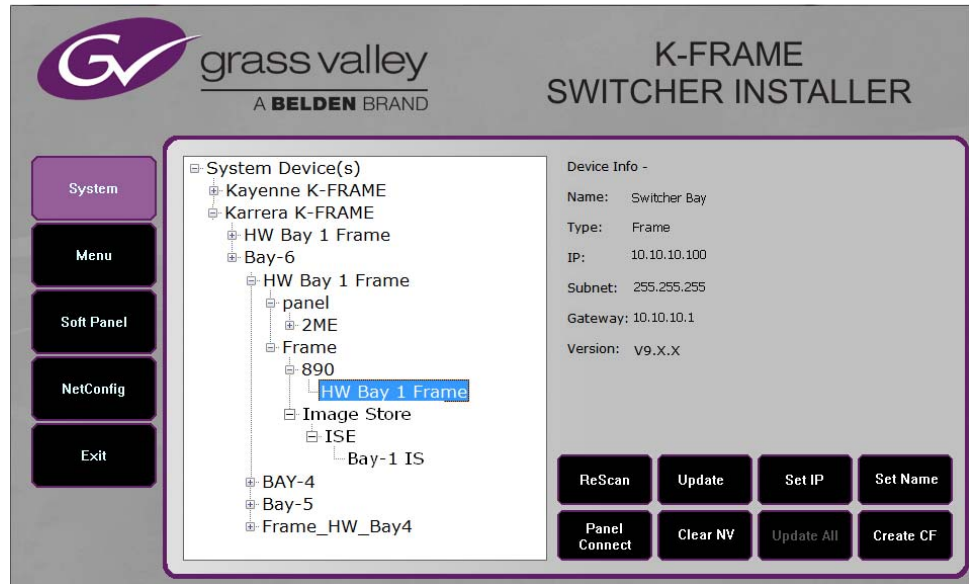 GV
grass valley
A BELDEN BRAND
K-FRAME
SWITCHER INSTALLER
System
Menu
Soft Panel
NetConfig
Exit
System Device(s)
Kayenne K-FRAME
Karrera K-FRAME
HW Bay 1 Frame
Bay-6
HW Bay 1 Frame
panel
2ME
Frame
890
HW Bay 1 Frame
Image Store
ISE
Bay-1 IS
BAY-4
Bay-5
Frame_HW_Bay4
Device Info -
Name: Switcher Bay
Type: Frame
IP: 10.10.10.100
Subnet: 255.255.255
Gateway: 10.10.10.1
Version: V9.X.X
ReScan Update Set IP Set Name
Panel Connect Clear NV Update All Create CF